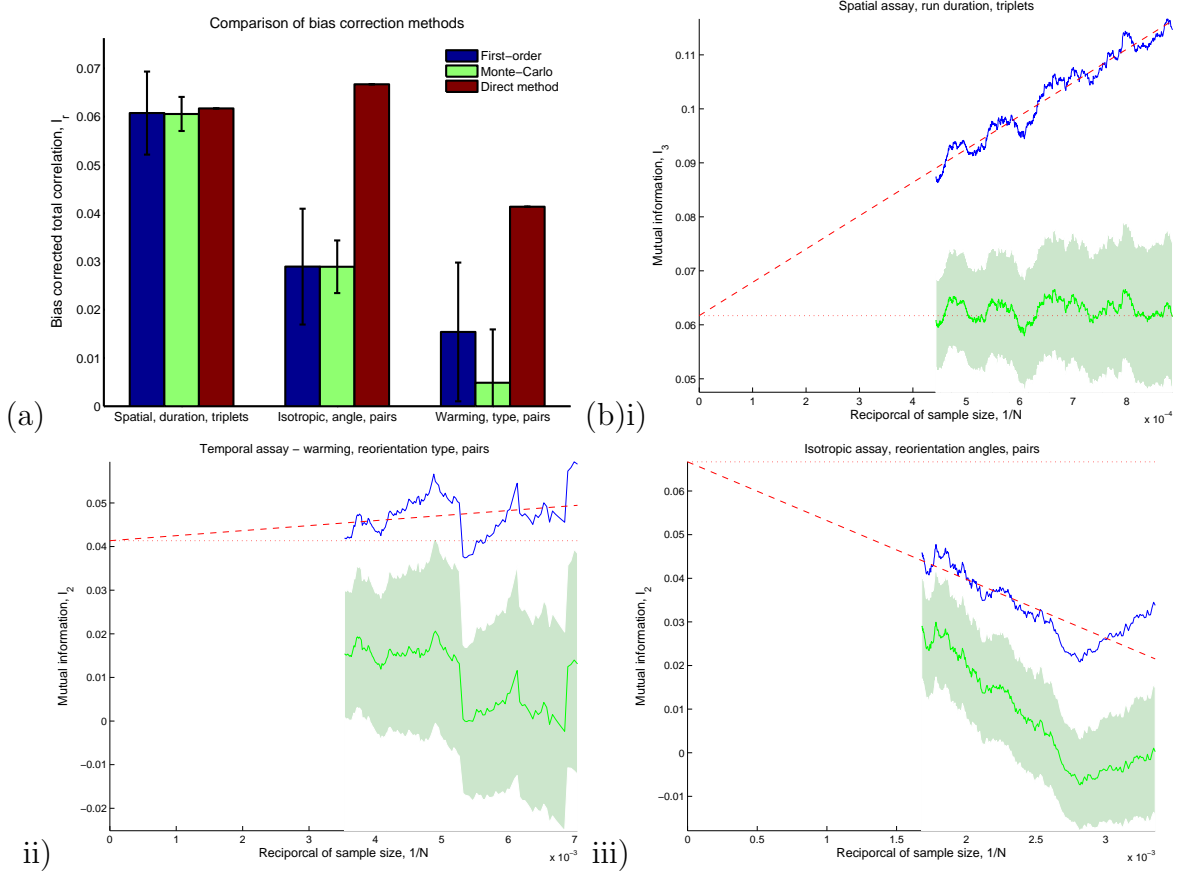 Comparison of bias correction methods
First−order
Monte−Carlo
Direct method
Bias corrected total correlation, I_r
0.07
0.06
0.05
0.04
0.03
0.02
0.01
0
Spatial, duration, triplets
Isotropic, angle, pairs
Warming, type, pairs
(a)
Spatial assay, run duration, triplets
Mutual information, I_3
0.11
0.1
0.09
0.08
0.07
0.06
0.05
0 1 2 3 4 5 6 7 8
x 10⁻⁴
Reciporcal of sample size, 1/N
(b)i)
Temporal assay − warming, reorientation type, pairs
Mutual information, I_2
0.05
0.04
0.03
0.02
0.01
0
−0.01
−0.02
0 1 2 3 4 5 6 7
x 10⁻³
Reciporcal of sample size, 1/N
ii)
Isotropic assay, reorientation angles, pairs
Mutual information, I_2
0.06
0.05
0.04
0.03
0.02
0.01
0
−0.01
0 0.5 1 1.5 2 2.5 3
x 10⁻³
Reciporcal of sample size, 1/N
iii)